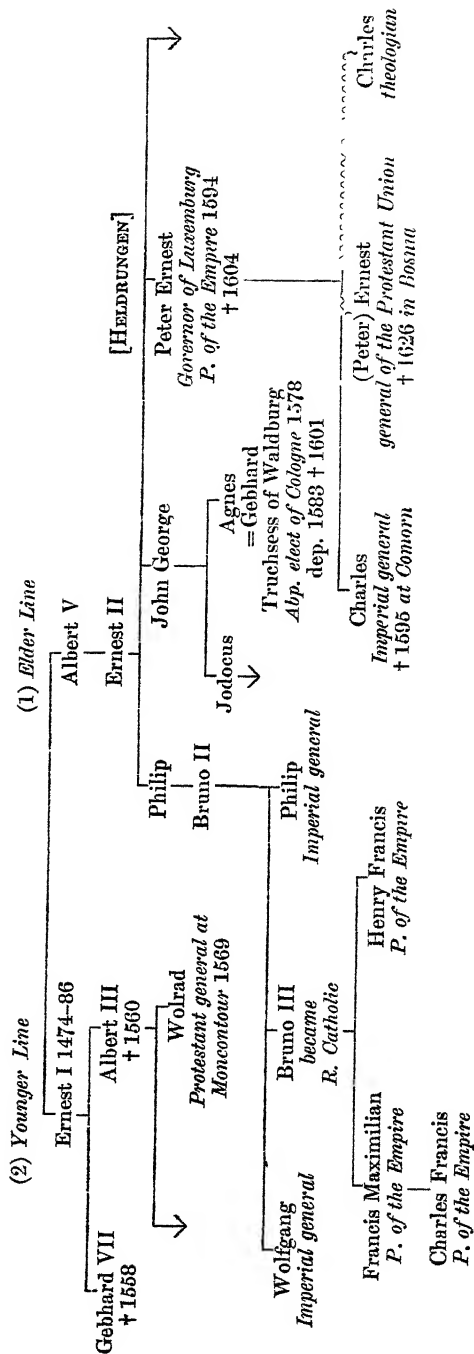 (2) Younger Line
(1) Elder Line
Ernest I 1474–86
Albert V
Ernest II
Gebhard VII
†1558
Albert III
†1560
Wolrad
Protestant general at
Moncontour 1569
Philip
Bruno II
John George
[HELDRUNGEN]
Peter Ernest
Governor of Luxemburg
P. of the Empire 1594
†1604
Jodocus
Agnes
=Gebhard
Truchsess of Waldburg
Abp. elect of Cologne 1578
dep. 1583 †1601
Wolfgang
Imperial general
Bruno III
became
R. Catholic
Philip
Imperial general
Charles
Imperial general
†1595 at Comorn
(Peter) Ernest
general of the Protestant Union
†1626 in Bosnia
Charles
theologian
Francis Maximilian
P. of the Empire
Henry Francis
P. of the Empire
Charles Francis
P. of the Empire